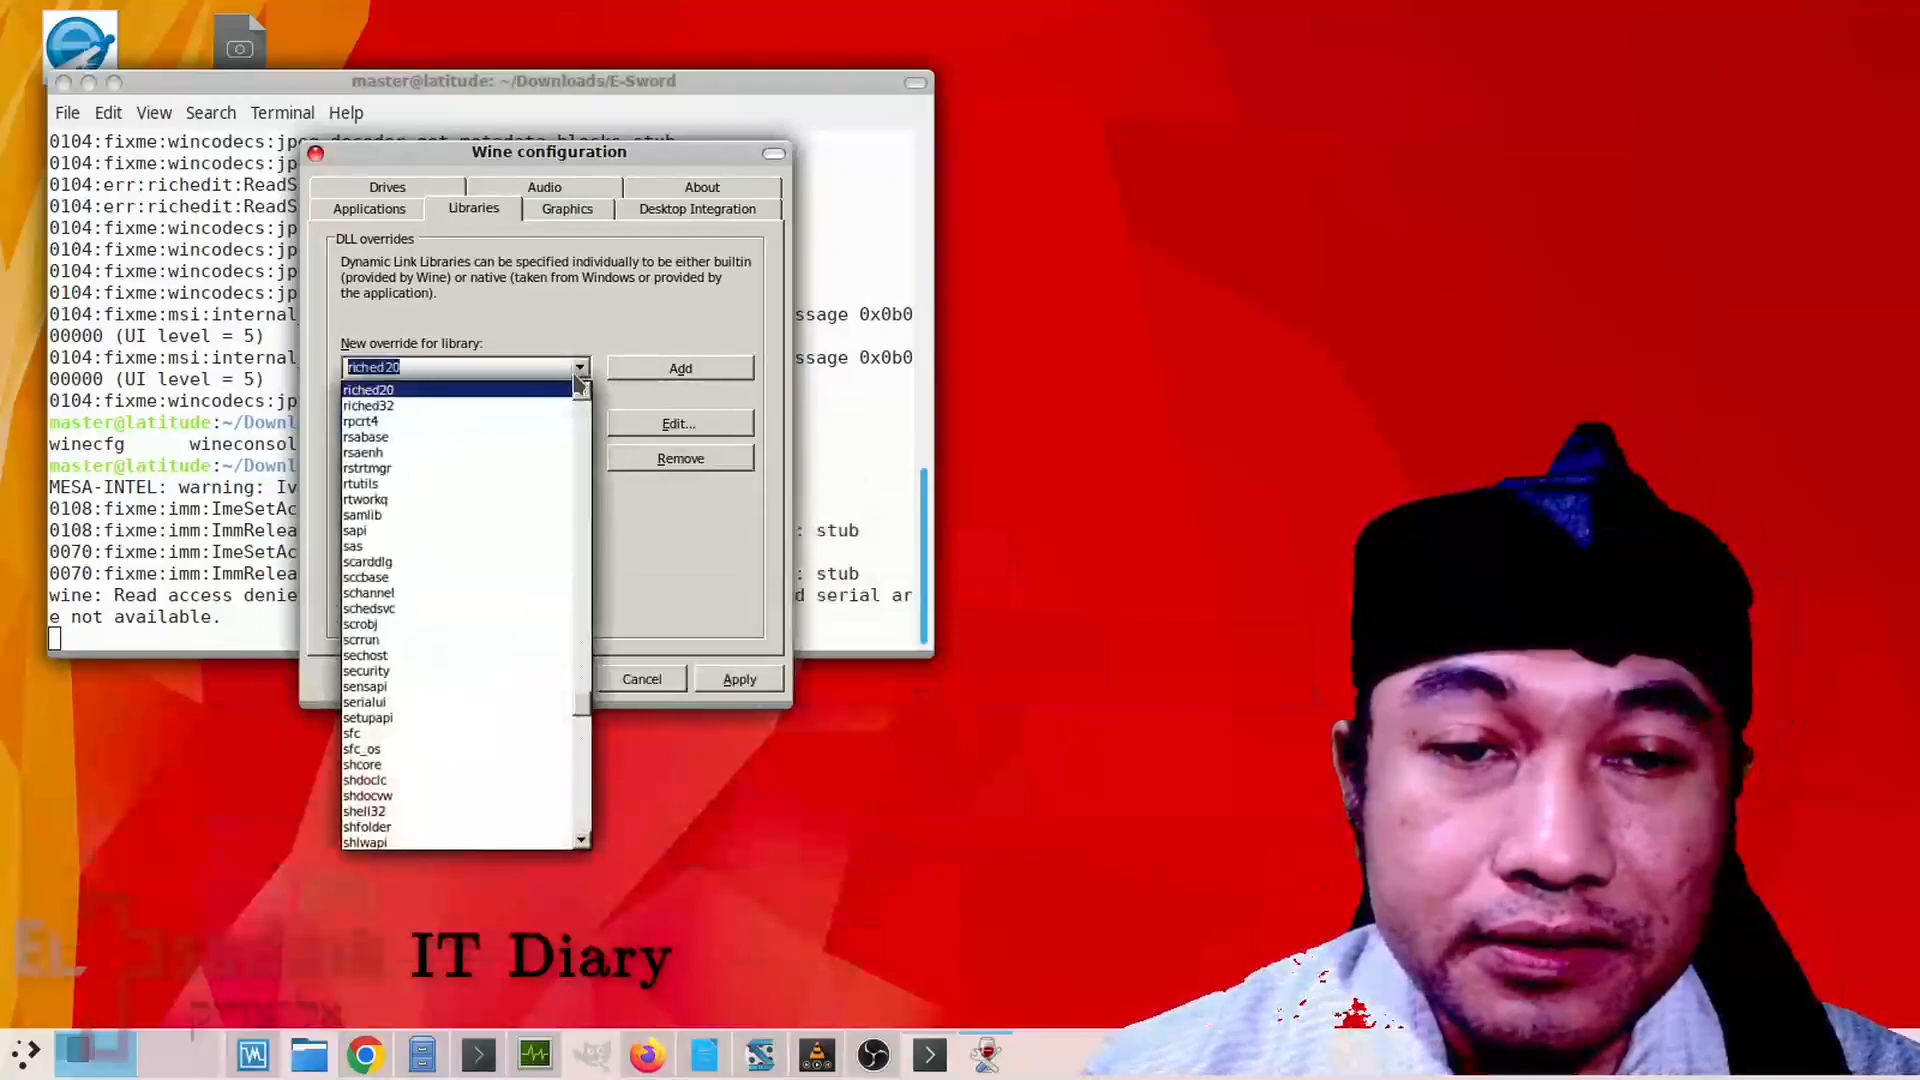 master@latitude: ~/Downloads/E-Sword
File Edit View Search Terminal Help
0104:fixme:wincodecs:jpeg_decoder_get_metadata_blocks stub
0104:fixme:wincodecs:jp
0104:err:richedit:ReadS
0104:err:richedit:ReadS
0104:fixme:wincodecs:jp
0104:fixme:wincodecs:jp
0104:fixme:wincodecs:jp
0104:fixme:wincodecs:jp
0104:fixme:msi:internal_ ssage 0x0b0
00000 (UI level = 5)
0104:fixme:msi:internal_ ssage 0x0b0
00000 (UI level = 5)
0104:fixme:wincodecs:jp
master@latitude:~/Downl
winecfg wineconsol
master@latitude:~/Downl
MESA-INTEL: warning: Iv
0108:fixme:imm:ImeSetAc
0108:fixme:imm:ImmRelea : stub
0070:fixme:imm:ImeSetAc
0070:fixme:imm:ImmRelea : stub
wine: Read access denie d serial ar
e not available.
Wine configuration
Drives Audio About
Applications Libraries Graphics Desktop Integration
DLL overrides
Dynamic Link Libraries can be specified individually to be either builtin
(provided by Wine) or native (taken from Windows or provided by
the application).
New override for library:
riched20 Add
Edit...
Remove
riched20
riched32
rpcrt4
rsabase
rsaenh
rstrtmgr
rtutils
rtworkq
samlib
sapi
sas
scarddlg
sccbase
schannel
schedsvc
scrobj
scrrun
sechost
security
sensapi
serialui
setupapi
sfc
sfc_os
shcore
shdoclc
shdocvw
shell32
shfolder
shlwapi
Cancel Apply
IT Diary